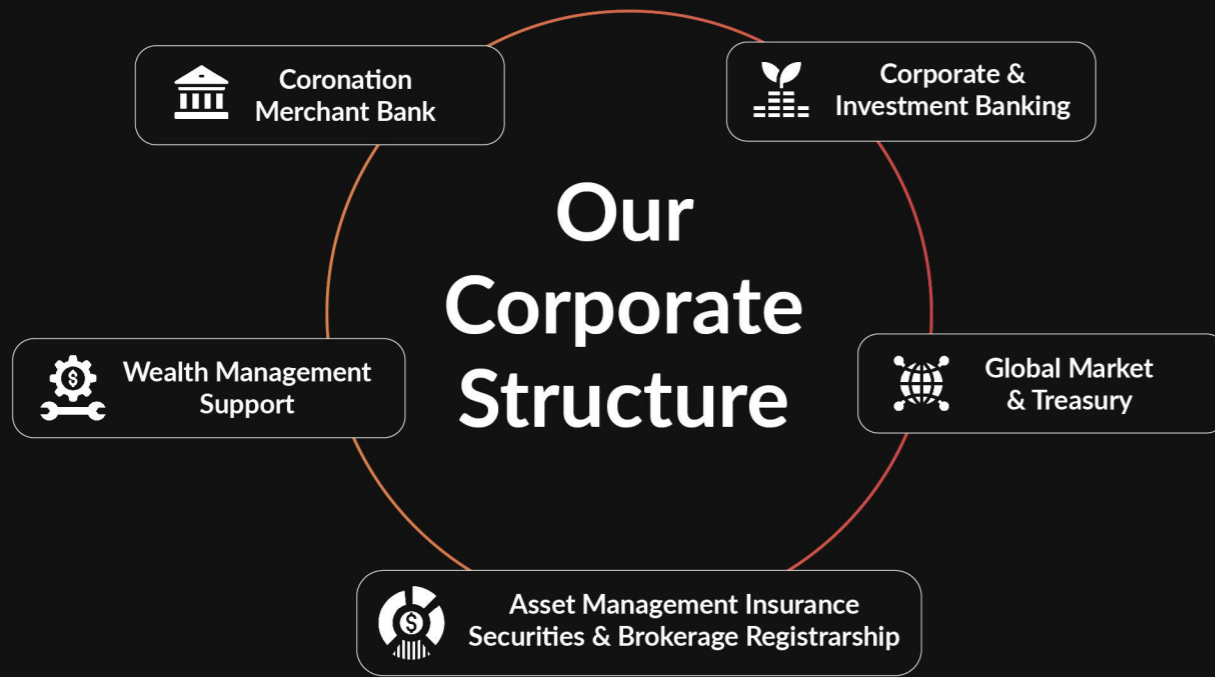 Coronation
Merchant Bank
Corporate &
Investment Banking
Our
Corporate
Structure
Wealth Management
Support
Global Market
& Treasury
Asset Management Insurance
Securities & Brokerage Registrarship